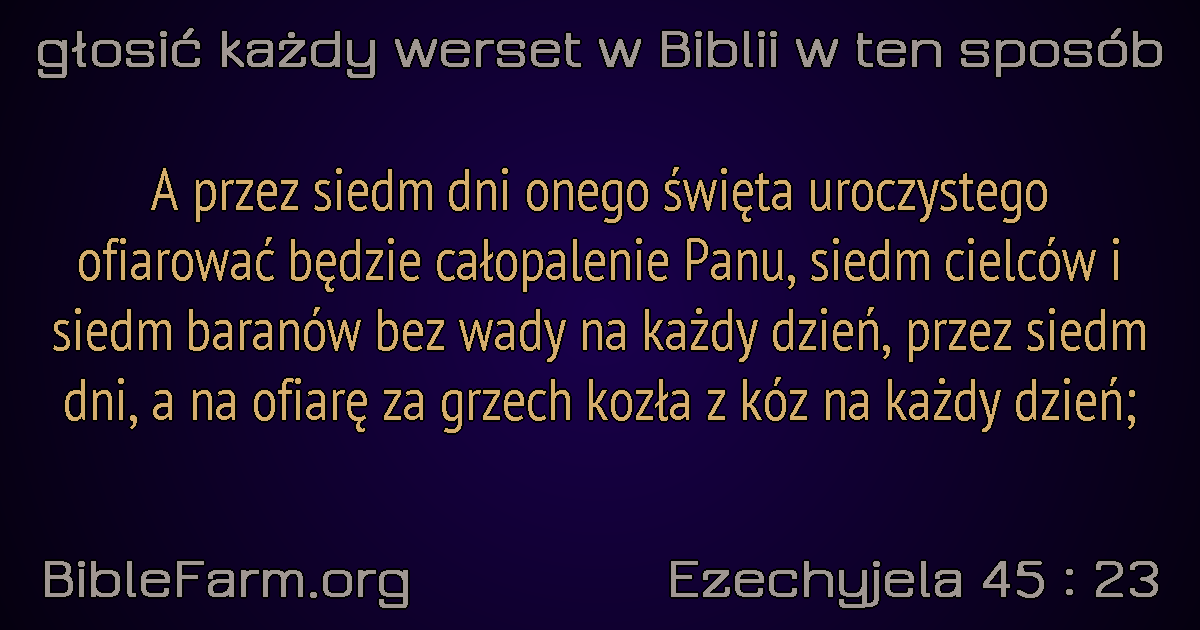 głosić każdy werset w Biblii w ten sposób
A przez siedm dni onego święta uroczystego
ofiarować będzie całopalenie Panu, siedm cielców i
siedm baranów bez wady na każdy dzień, przez siedm
dni, a na ofiarę za grzech kozła z kóz na każdy dzień;
BibleFarm.org
Ezechyjela 45 : 23